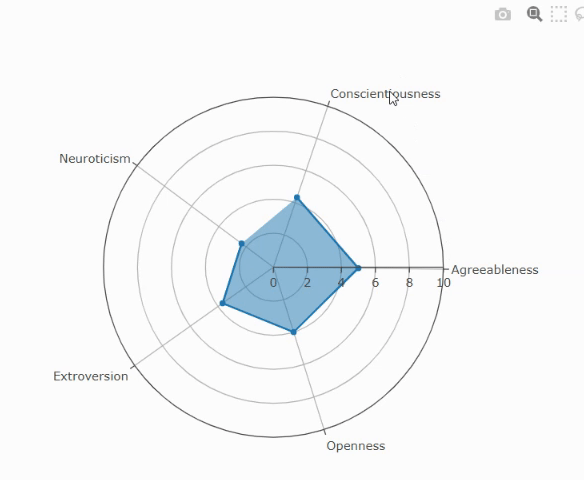 Conscientiousness
Neuroticism
Agreeableness
0 2 4 6 8 10
Extroversion
Openness